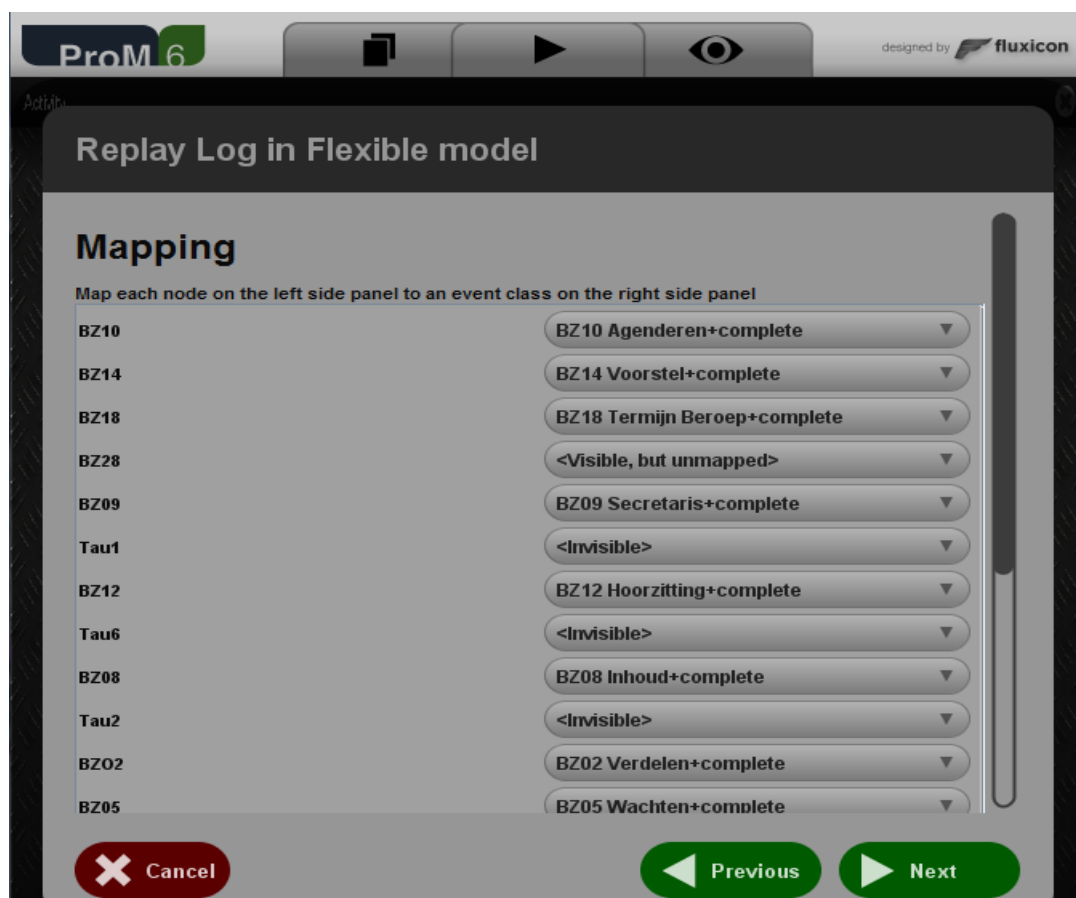 ProM 6
designed by fluxicon
Activity
Replay Log in Flexible model
Mapping
Map each node on the left side panel to an event class on the right side panel
BZ10 BZ10 Agenderen+complete
BZ14 BZ14 Voorstel+complete
BZ18 BZ18 Termijn Beroep+complete
BZ28 <Visible, but unmapped>
BZ09 BZ09 Secretaris+complete
Tau1 <Invisible>
BZ12 BZ12 Hoorzitting+complete
Tau6 <Invisible>
BZ08 BZ08 Inhoud+complete
Tau2 <Invisible>
BZO2 BZ02 Verdelen+complete
BZ05 BZ05 Wachten+complete
Cancel Previous Next